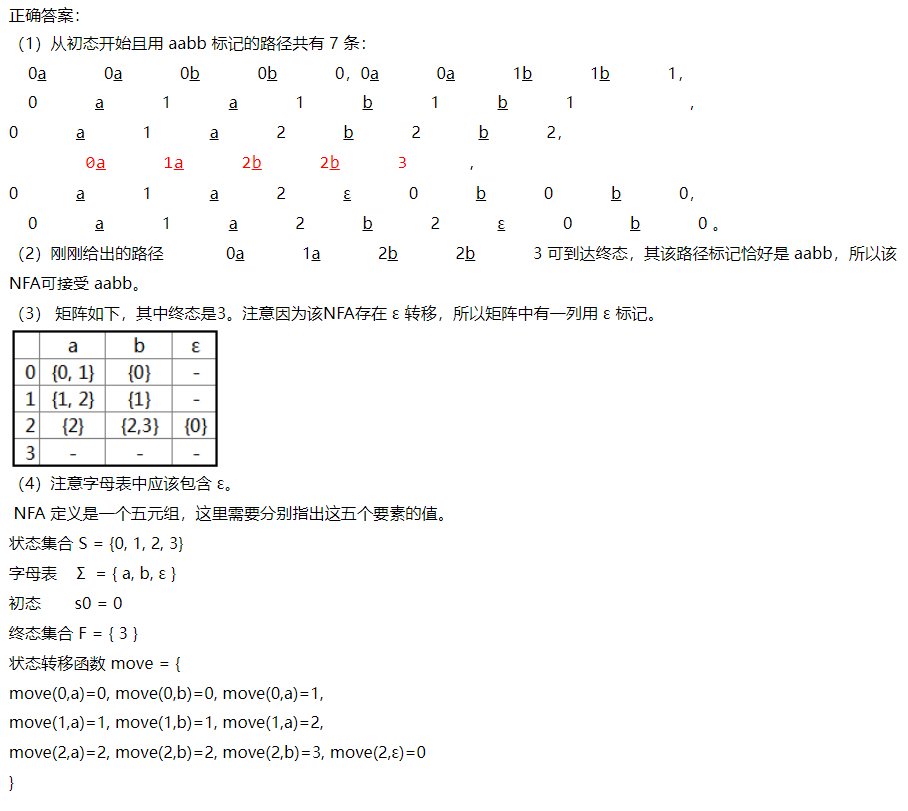 正确答案：
（1）从初态开始且用 aabb 标记的路径共有 7 条：
0a 0a 0b 0b 0，0a 0a 1b 1b 1，
0 a 1 a 1 b 1 b 1 ，
0 a 1 a 2 b 2 b 2，
0a 1a 2b 2b 3 ，
0 a 1 a 2 ε 0 b 0 b 0，
0 a 1 a 2 b 2 ε 0 b 0 。
（2）刚刚给出的路径 0a 1a 2b 2b 3 可到达终态，其该路径标记恰好是 aabb，所以该
NFA可接受 aabb。
（3） 矩阵如下，其中终态是3。注意因为该NFA存在 ε 转移，所以矩阵中有一列用 ε 标记。
a b ε
0 {0, 1} {0} -
1 {1, 2} {1} -
2 {2} {2,3} {0}
3 - - -
（4）注意字母表中应该包含 ε。
NFA 定义是一个五元组，这里需要分别指出这五个要素的值。
状态集合 S = {0, 1, 2, 3}
字母表 Σ = { a, b, ε }
初态 s0 = 0
终态集合 F = { 3 }
状态转移函数 move = {
move(0,a)=0, move(0,b)=0, move(0,a)=1,
move(1,a)=1, move(1,b)=1, move(1,a)=2,
move(2,a)=2, move(2,b)=2, move(2,b)=3, move(2,ε)=0
}